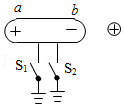 a b
+ − ⊕
S₁ S₂